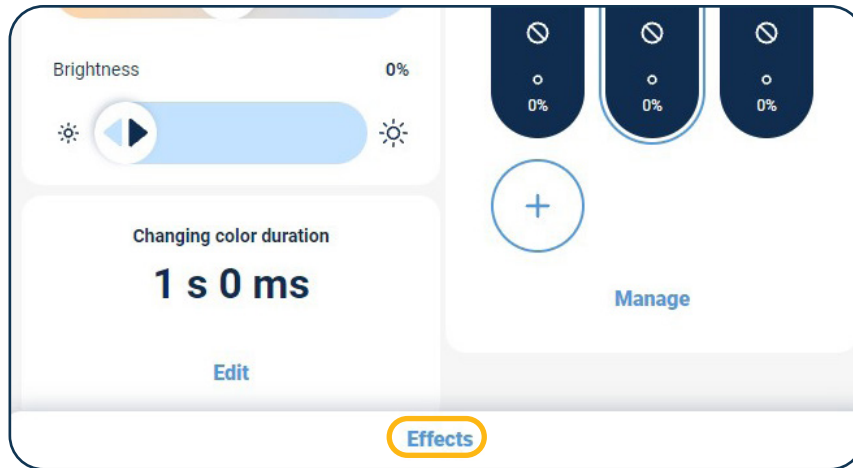 Brightness 0%
Changing color duration
1 s 0 ms
Edit
0% 0% 0%
Manage
Effects